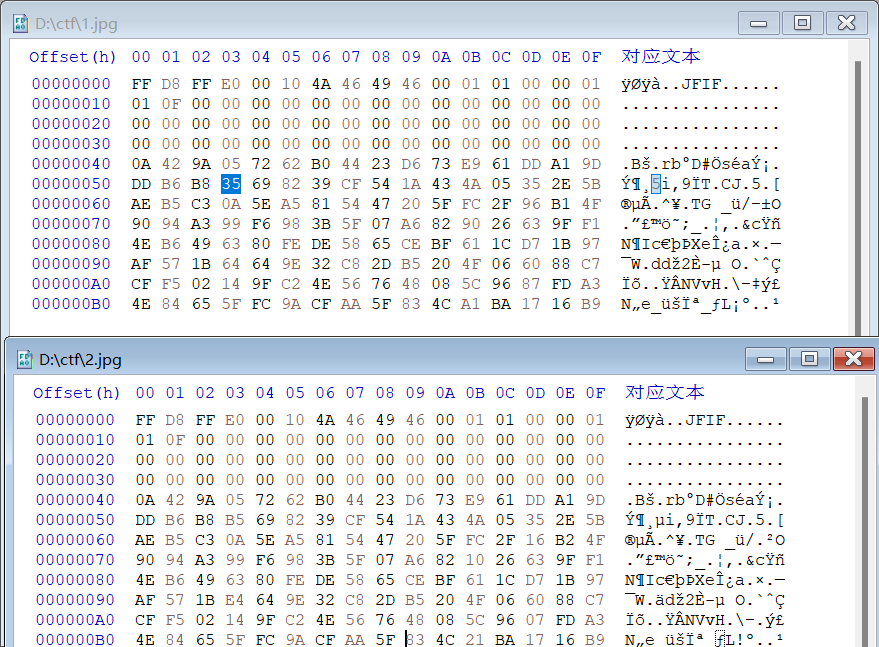 D:\ctf\1.jpg
Offset(h) 00 01 02 03 04 05 06 07 08 09 0A 0B 0C 0D 0E 0F 对应文本
00000000 FF D8 FF E0 00 10 4A 46 49 46 00 01 01 00 00 01 ÿØÿà..JFIF......
00000010 01 0F 00 00 00 00 00 00 00 00 00 00 00 00 00 00 ................
00000020 00 00 00 00 00 00 00 00 00 00 00 00 00 00 00 00 ................
00000030 00 00 00 00 00 00 00 00 00 00 00 00 00 00 00 00 ................
00000040 0A 42 9A 05 72 62 B0 44 23 D6 73 E9 61 DD A1 9D .Bš.rb°D#ÖséaÝ¡.
00000050 DD B6 B8 35 69 82 39 CF 54 1A 43 4A 05 35 2E 5B Ý¶¸5i‚9ÏT.CJ.5.[
00000060 AE B5 C3 0A 5E A5 81 54 47 20 5F FC 2F 96 B1 4F ®µÃ.^¥.TG _ü/–±O
00000070 90 94 A3 99 F6 98 3B 5F 07 A6 82 90 26 63 9F F1 .”£™ö˜;_.¦‚.&cŸñ
00000080 4E B6 49 63 80 FE DE 58 65 CE BF 61 1C D7 1B 97 N¶Ic€þÞXeÎ¿a.×.—
00000090 AF 57 1B 64 64 9E 32 C8 2D B5 20 4F 06 60 88 C7 ¯W.ddž2È-µ O.`ˆÇ
000000A0 CF F5 02 14 9F C2 4E 56 76 48 08 5C 96 87 FD A3 Ïõ..ŸÂNVvH.\–‡ý£
000000B0 4E 84 65 5F FC 9A CF AA 5F 83 4C A1 BA 17 16 B9 N„e_üšÏª_ƒL¡º..¹
D:\ctf\2.jpg
Offset(h) 00 01 02 03 04 05 06 07 08 09 0A 0B 0C 0D 0E 0F 对应文本
00000000 FF D8 FF E0 00 10 4A 46 49 46 00 01 01 00 00 01 ÿØÿà..JFIF......
00000010 01 0F 00 00 00 00 00 00 00 00 00 00 00 00 00 00 ................
00000020 00 00 00 00 00 00 00 00 00 00 00 00 00 00 00 00 ................
00000030 00 00 00 00 00 00 00 00 00 00 00 00 00 00 00 00 ................
00000040 0A 42 9A 05 72 62 B0 44 23 D6 73 E9 61 DD A1 9D .Bš.rb°D#ÖséaÝ¡.
00000050 DD B6 B8 B5 69 82 39 CF 54 1A 43 4A 05 35 2E 5B Ý¶¸µi‚9ÏT.CJ.5.[
00000060 AE B5 C3 0A 5E A5 81 54 47 20 5F FC 2F 16 B2 4F ®µÃ.^¥.TG _ü/.²O
00000070 90 94 A3 99 F6 98 3B 5F 07 A6 82 10 26 63 9F F1 .”£™ö˜;_.¦‚.&cŸñ
00000080 4E B6 49 63 80 FE DE 58 65 CE BF 61 1C D7 1B 97 N¶Ic€þÞXeÎ¿a.×.—
00000090 AF 57 1B E4 64 9E 32 C8 2D B5 20 4F 06 60 88 C7 ¯W.ädž2È-µ O.`ˆÇ
000000A0 CF F5 02 14 9F C2 4E 56 76 48 08 5C 96 07 FD A3 Ïõ..ŸÂNVvH.\–.ý£
000000B0 4E 84 65 5F FC 9A CF AA 5F 83 4C 21 BA 17 16 B9 N„e_üšÏª_ƒL!º..¹